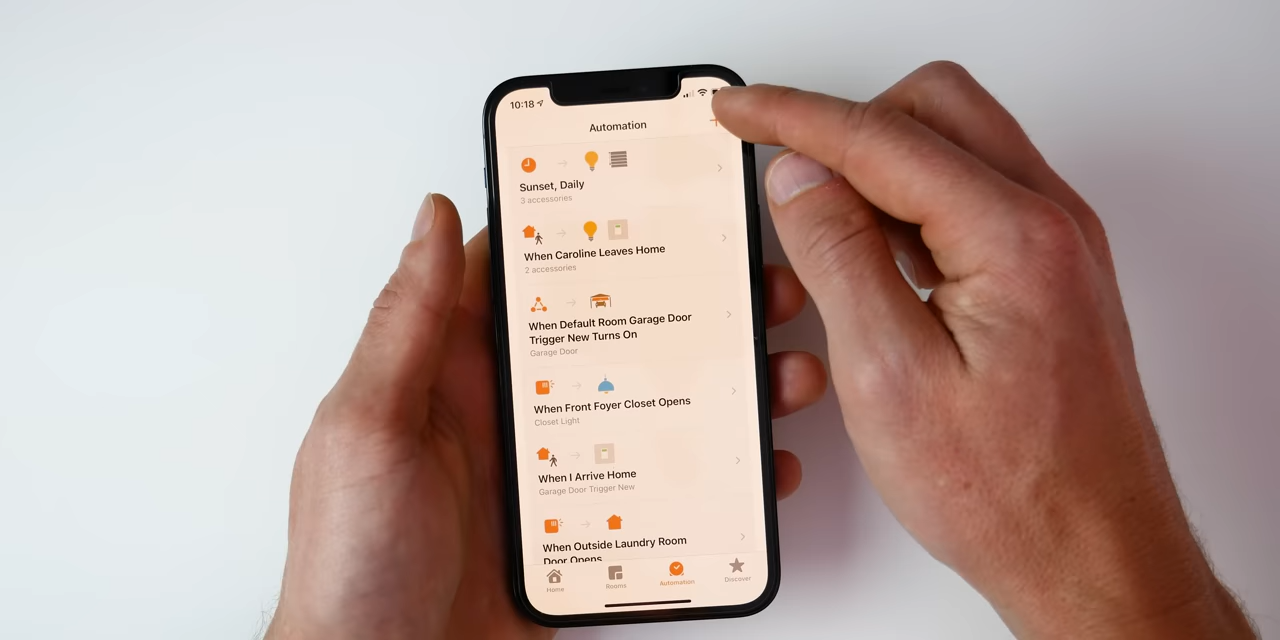 10:18
Automation
Sunset, Daily
3 accessories
When Caroline Leaves Home
2 accessories
When Default Room Garage Door
Trigger New Turns On
Garage Door
When Front Foyer Closet Opens
Closet Light
When I Arrive Home
Garage Door Trigger New
When Outside Laundry Room
Door Opens
Home
Rooms
Automation
Discover